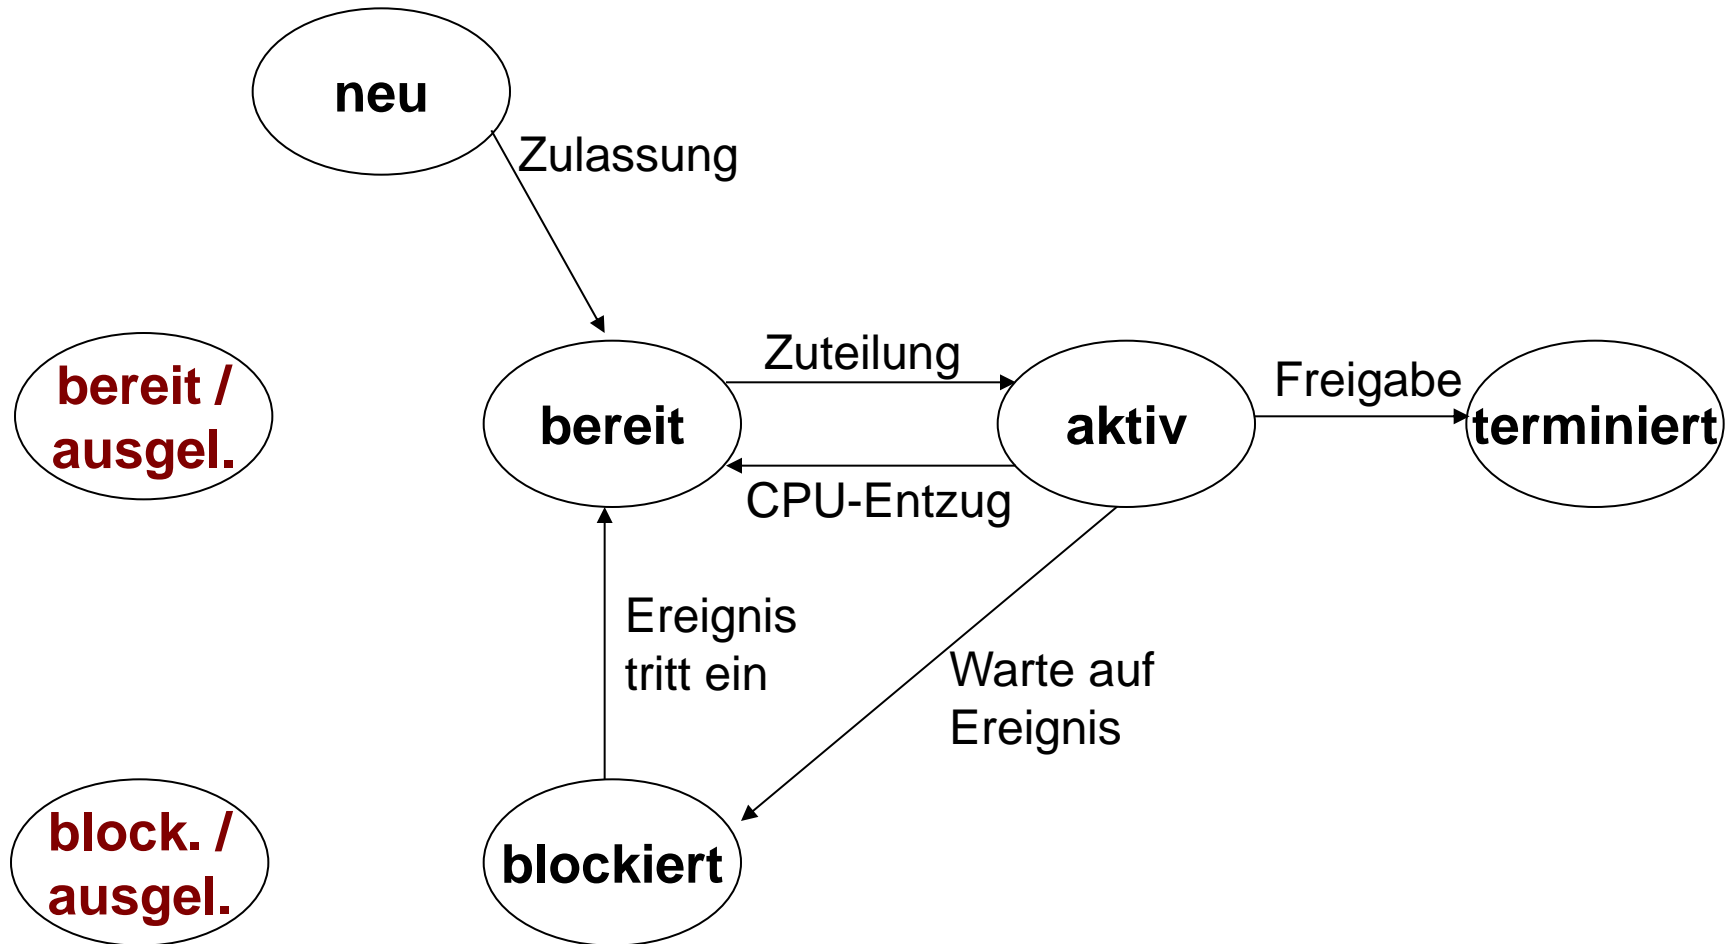 neu
Zulassung
bereit /
ausgel.
bereit
Zuteilung
CPU-Entzug
aktiv
Freigabe
terminiert
Ereignis
tritt ein
Warte auf
Ereignis
block. /
ausgel.
blockiert